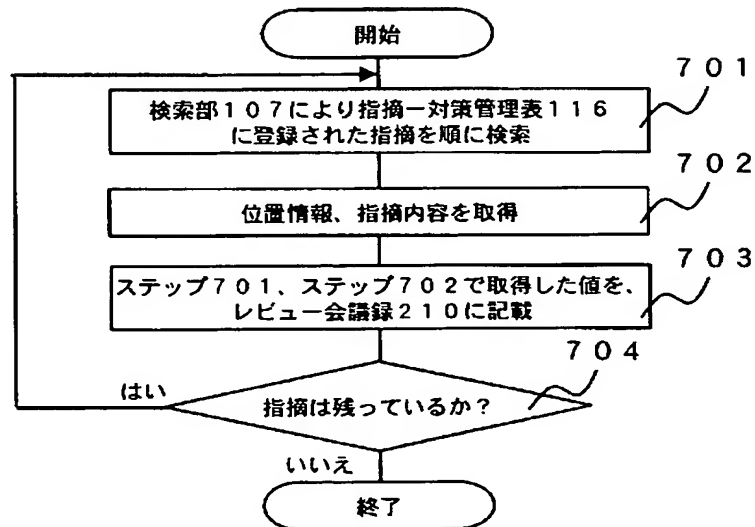 開始
７０１
検索部１０７により指摘－対策管理表１１６
に登録された指摘を順に検索
７０２
位置情報、指摘内容を取得
７０３
ステップ７０１、ステップ７０２で取得した値を、
レビュー会議録２１０に記載
７０４
はい
指摘は残っているか？
いいえ
終了